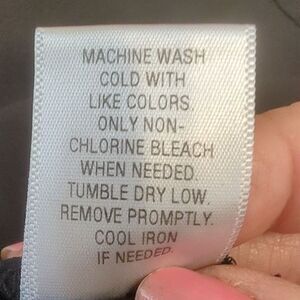 MACHINE WASH
COLD WITH
LIKE COLORS.
ONLY NON-
CHLORINE BLEACH
WHEN NEEDED.
TUMBLE DRY LOW.
REMOVE PROMPTLY.
COOL IRON
IF NEEDED.